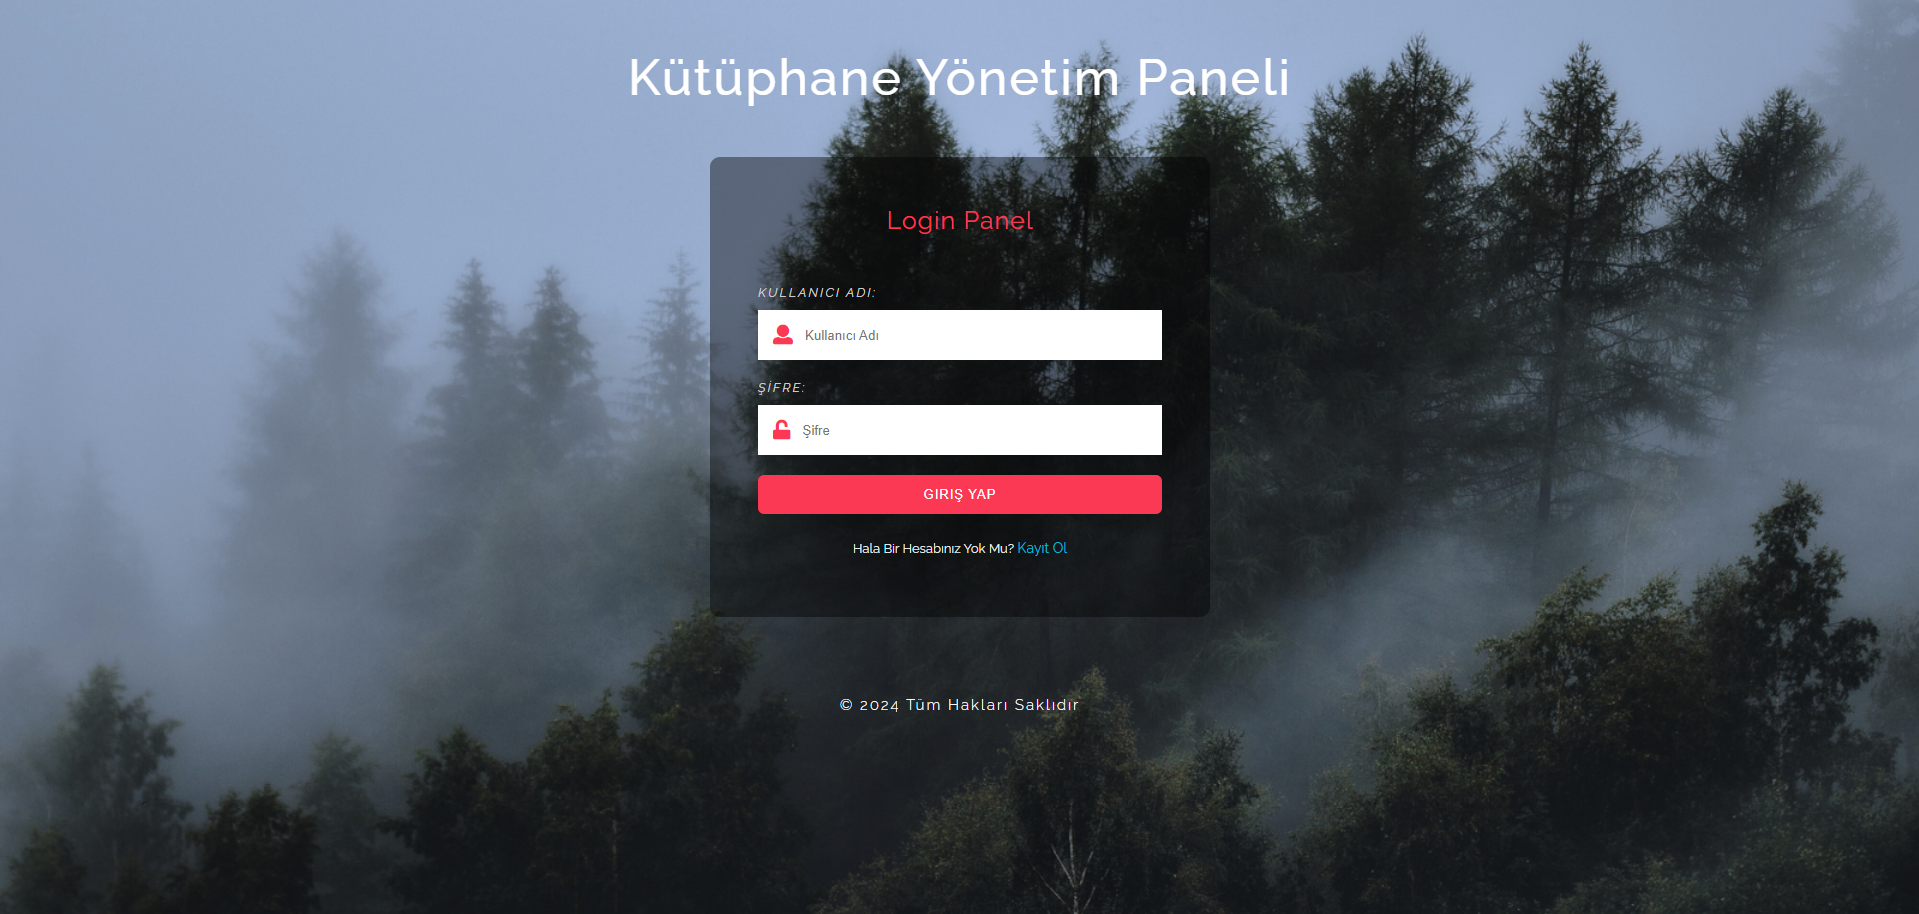 Kütüphane Yönetim Paneli
Login Panel
KULLANICI ADI:
Kullanıcı Adı
ŞİFRE:
Şifre
GIRIŞ YAP
Hala Bir Hesabınız Yok Mu? Kayıt Ol
© 2024 Tüm Hakları Saklıdır